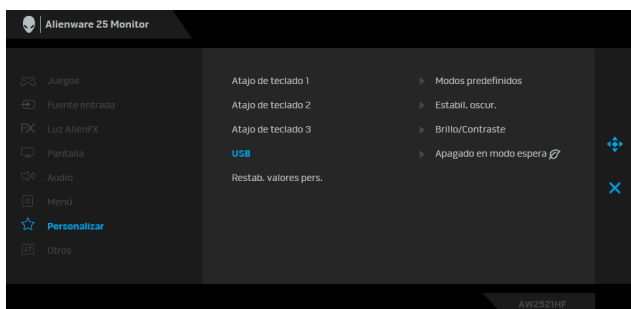 Alienware 25 Monitor
Juegos
Fuente entrada
FX Luz AlienFX
Pantalla
Audio
Menú
Personalizar
Otros
Atajo de teclado 1 Modos predefinidos
Atajo de teclado 2 Estabil. oscur.
Atajo de teclado 3 Brillo/Contraste
USB Apagado en modo espera
Restab. valores pers.
AW2521HF